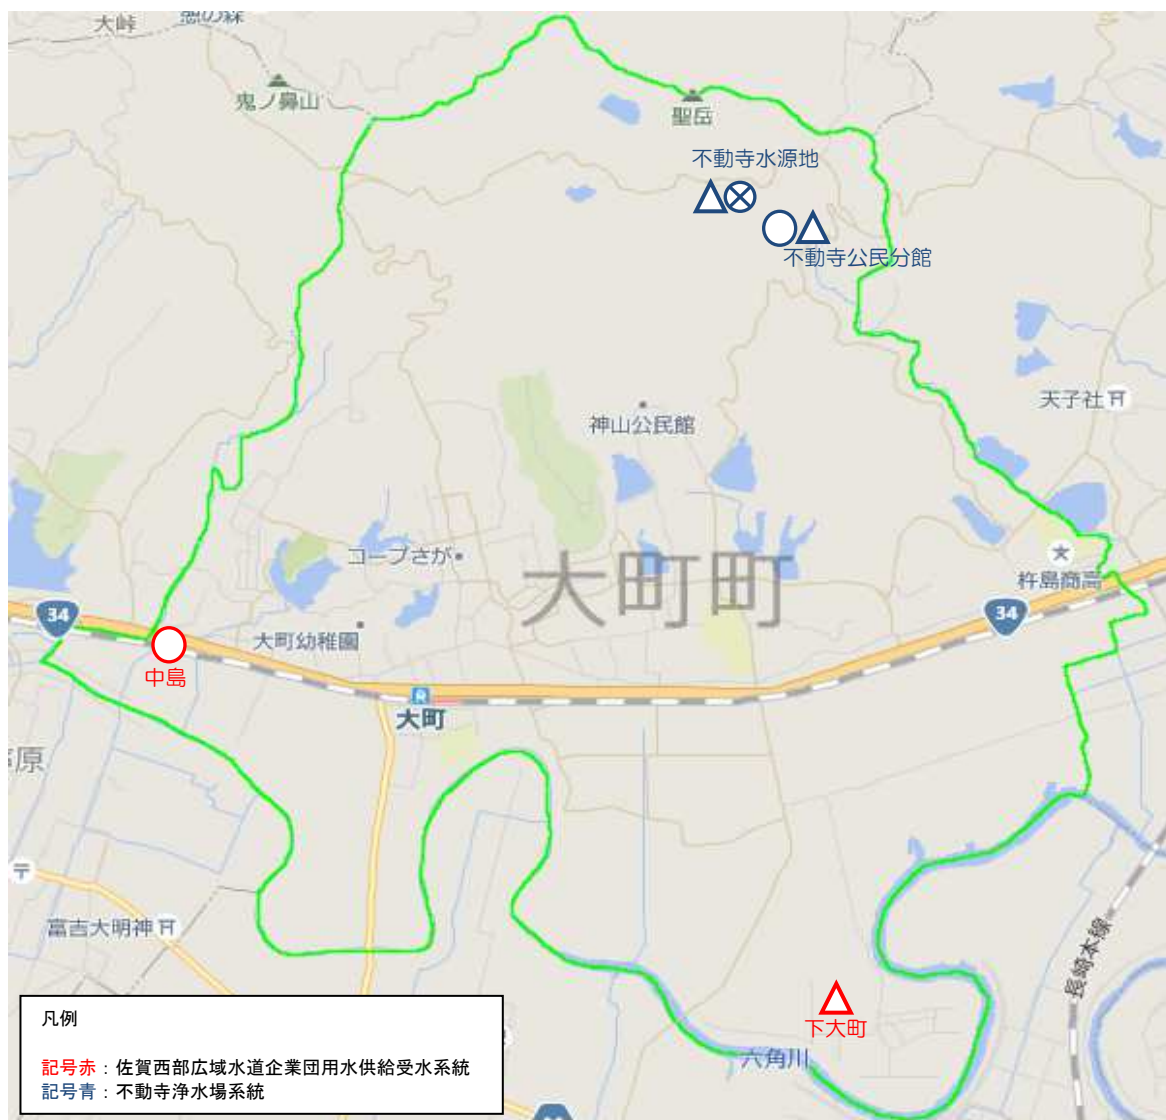 大峠
鬼ノ鼻山
聖岳
不動寺水源地
不動寺公民分館
天子社
神山公民館
コープさが
大町町
杵島商高
34
34
大町幼稚園
中島
大町
原
富吉大明神
長崎本線
下大町
六角川
凡例
記号赤：佐賀西部広域水道企業団用水供給受水系統
記号青：不動寺浄水場系統